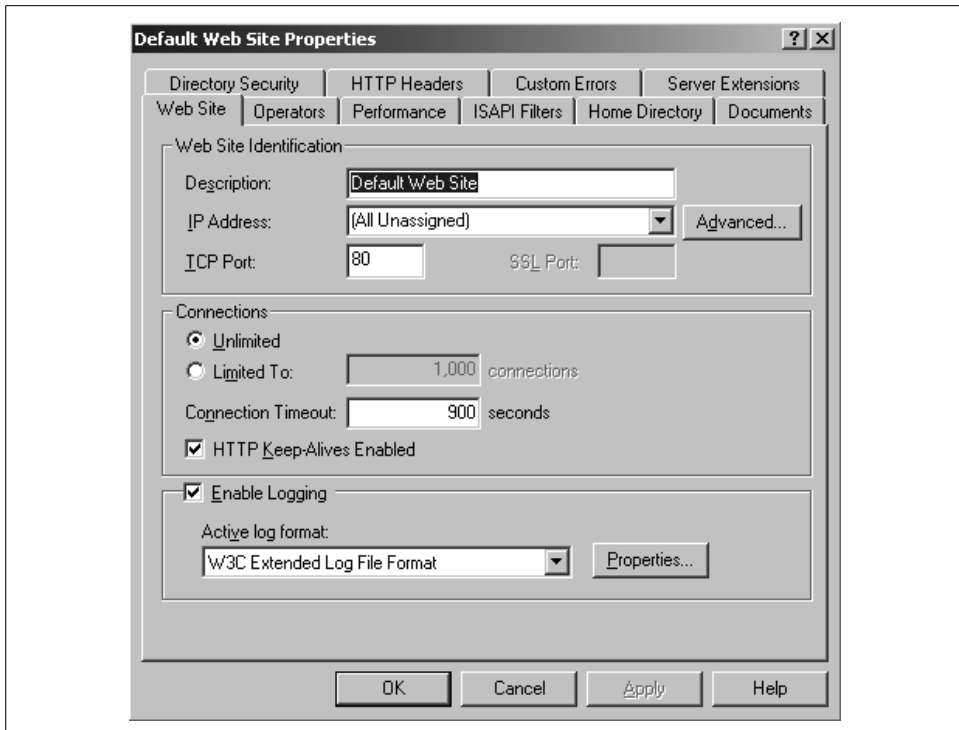 Default Web Site Properties
Directory Security HTTP Headers Custom Errors Server Extensions
Web Site Operators Performance ISAPI Filters Home Directory Documents
Web Site Identification
Description: Default Web Site
IP Address: (All Unassigned) Advanced...
TCP Port: 80 SSL Port:
Connections
Unlimited
Limited To: 1,000 connections
Connection Timeout: 900 seconds
HTTP Keep-Alives Enabled
Enable Logging
Active log format:
W3C Extended Log File Format Properties...
OK Cancel Apply Help